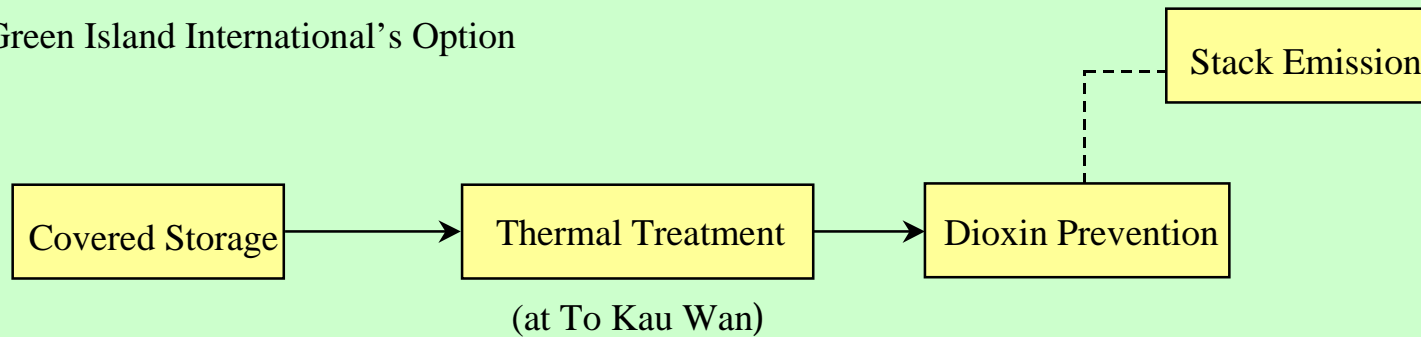 Green Island International’s Option
Stack Emission
Covered Storage
Thermal Treatment
Dioxin Prevention
(at To Kau Wan)